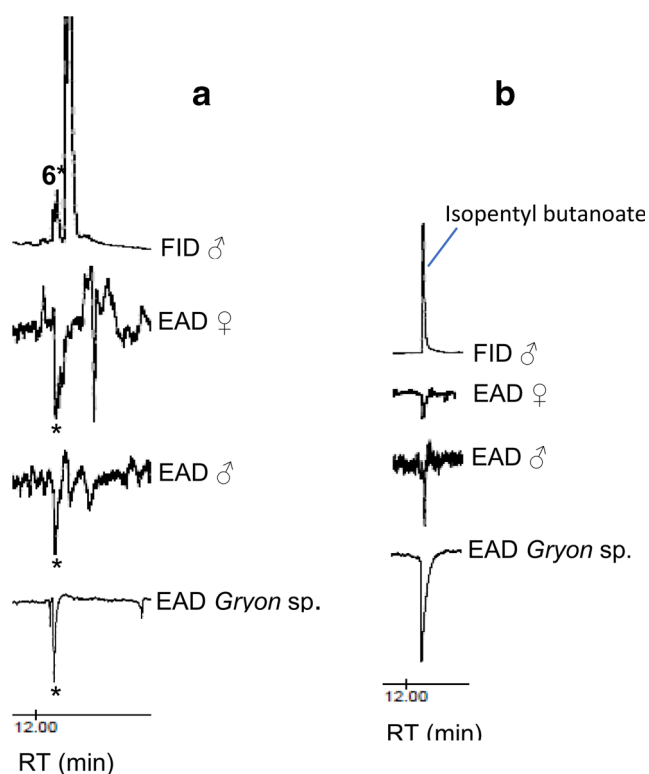 a
6*
FID ♂
EAD ♀
*
EAD ♂
*
EAD Gryon sp.
*
12.00
RT (min)
b
Isopentyl butanoate
FID ♂
EAD ♀
EAD ♂
EAD Gryon sp.
12.00
RT (min)